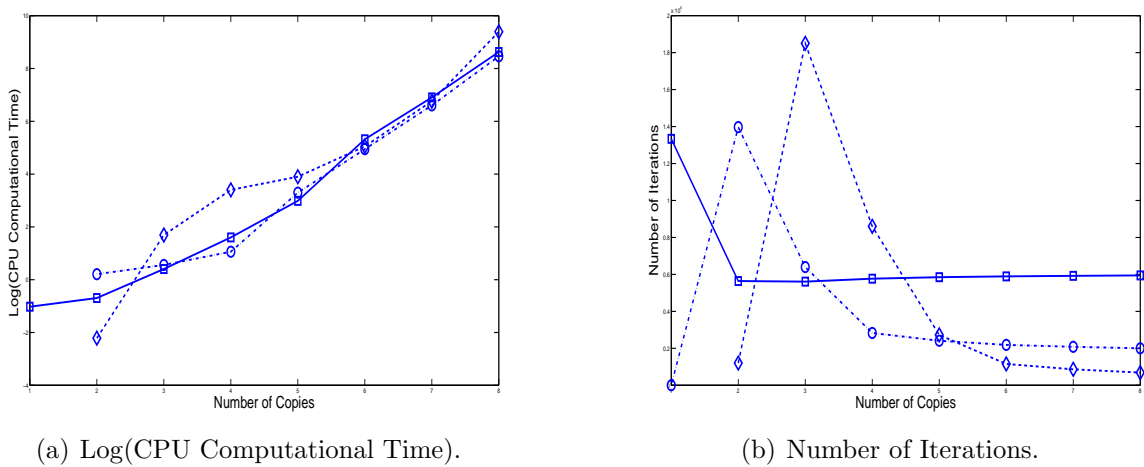 10
8
6
4
2
0
-2
-4
1 2 3 4 5 6 7 8
Log(CPU Computational Time)
Number of Copies
2
1.8
1.6
1.4
1.2
1
0.8
0.6
0.4
0.2
1 2 3 4 5 6 7 8
Number of Iterations
Number of Copies
(a) Log(CPU Computational Time).
(b) Number of Iterations.